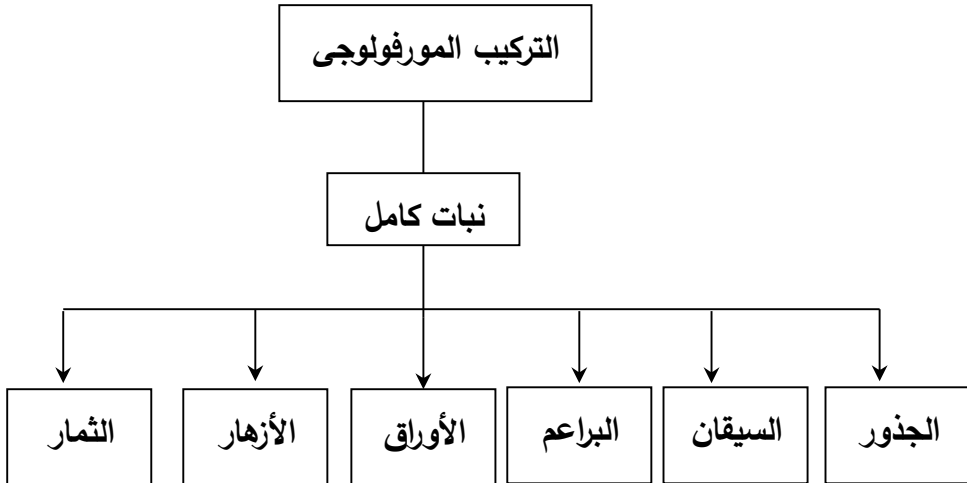 التركيب المورفولوجى
نبات كامل
الجذور
السيقان
البراعم
الأوراق
الأزهار
الثمار